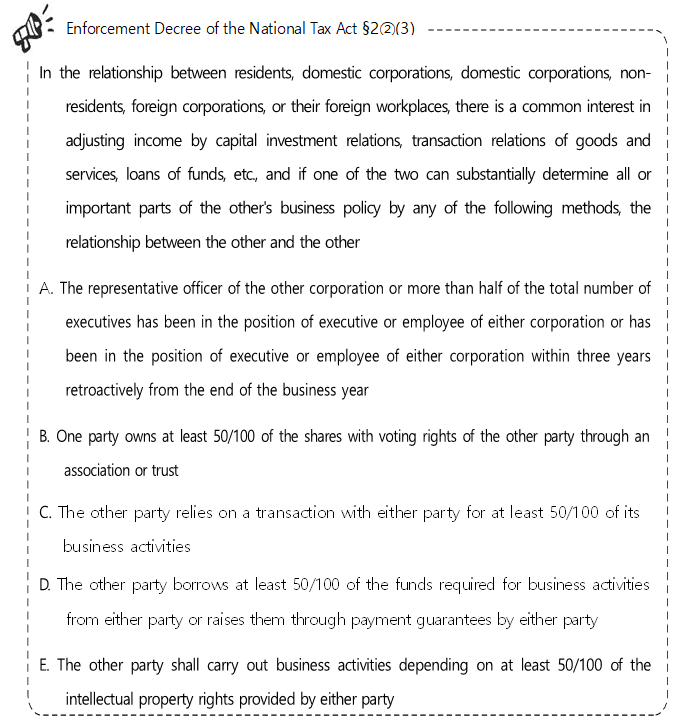 Enforcement Decree of the National Tax Act §2②(3)
In the relationship between residents, domestic corporations, domestic corporations, non-
residents, foreign corporations, or their foreign workplaces, there is a common interest in
adjusting income by capital investment relations, transaction relations of goods and
services, loans of funds, etc., and if one of the two can substantially determine all or
important parts of the other's business policy by any of the following methods, the
relationship between the other and the other
A. The representative officer of the other corporation or more than half of the total number of
executives has been in the position of executive or employee of either corporation or has
been in the position of executive or employee of either corporation within three years
retroactively from the end of the business year
B. One party owns at least 50/100 of the shares with voting rights of the other party through an
association or trust
C. The other party relies on a transaction with either party for at least 50/100 of its
business activities
D. The other party borrows at least 50/100 of the funds required for business activities
from either party or raises them through payment guarantees by either party
E. The other party shall carry out business activities depending on at least 50/100 of the
intellectual property rights provided by either party